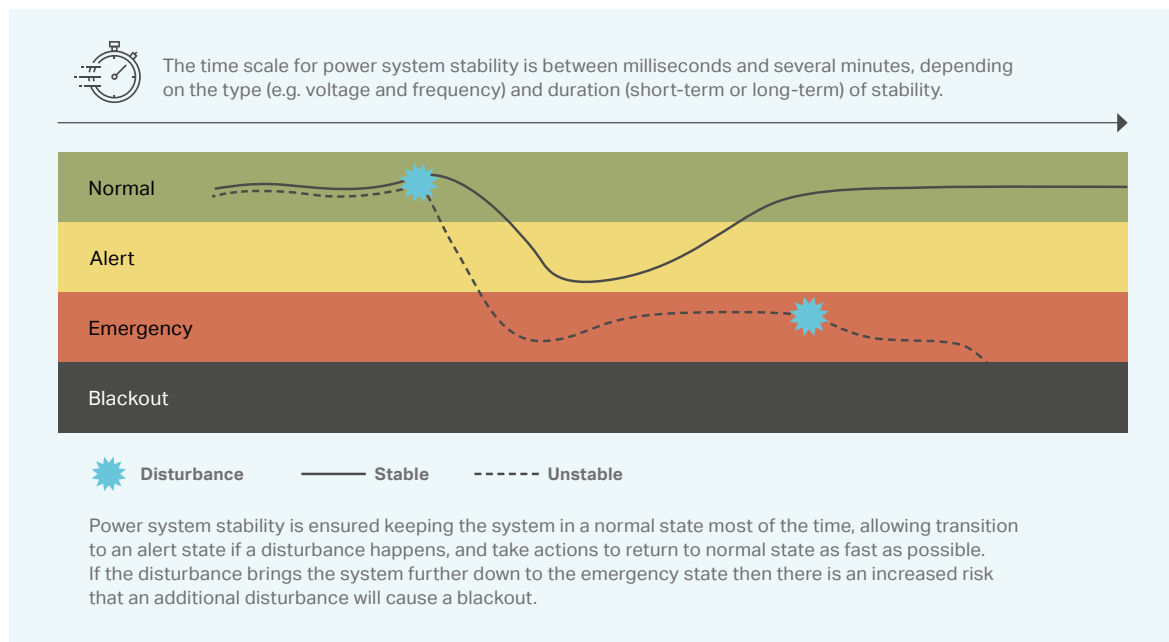 The time scale for power system stability is between milliseconds and several minutes, depending
on the type (e.g. voltage and frequency) and duration (short-term or long-term) of stability.
Normal
Alert
Emergency
Blackout
Disturbance
Stable
Unstable
Power system stability is ensured keeping the system in a normal state most of the time, allowing transition
to an alert state if a disturbance happens, and take actions to return to normal state as fast as possible.
If the disturbance brings the system further down to the emergency state then there is an increased risk
that an additional disturbance will cause a blackout.